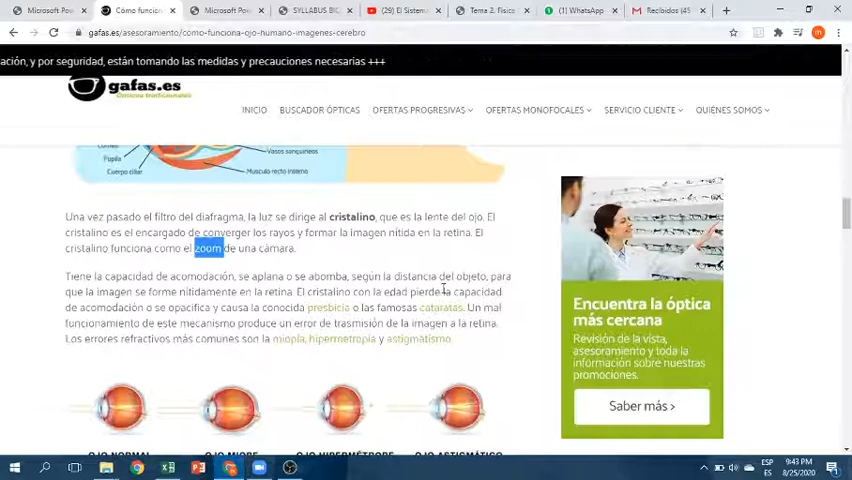 Microsoft Pow
Cómo funcion
Microsoft Pow
SYLLABUS BIO
(29) El Sistema
Tema 2. Física
(1) WhatsApp
Recibidos (45
gafas.es/asesoramiento/como-funciona-ojo-humano-imagenes-cerebro
ación, y por seguridad, están tomando las medidas y precauciones necesarias +++
gafas.es
Ópticos tradicionales
INICIO BUSCADOR ÓPTICAS OFERTAS PROGRESIVAS OFERTAS MONOFOCALES SERVICIO CLIENTE QUIÉNES SOMOS
Vasos sanguíneos
Pupila
Cuerpo ciliar
Musculo recto inferio
Una vez pasado el filtro del diafragma, la luz se dirige al cristalino, que es la lente del ojo. El
cristalino es el encargado de converger los rayos y formar la imagen nítida en la retina. El
cristalino funciona como el zoom de una cámara.
Tiene la capacidad de acomodación, se aplana o se abomba, según la distancia del objeto, para
que la imagen se forme nítidamente en la retina. El cristalino con la edad pierde la capacidad
de acomodación o se opacifica y causa la conocida presbicia o las famosas cataratas. Un mal
funcionamiento de este mecanismo produce un error de trasmisión de la imagen a la retina.
Los errores refractivos más comunes son la miopía, hipermetropía y astigmatismo.
OJO NORMAL OJO MIOPE OJO HIPERMÉTROPE OJO ASTIGMÁTICO
Encuentra la óptica
más cercana
Revisión de la vista,
asesoramiento y toda la
información sobre nuestras
promociones.
Saber más >
ESP
ES
9:43 PM
8/25/2020